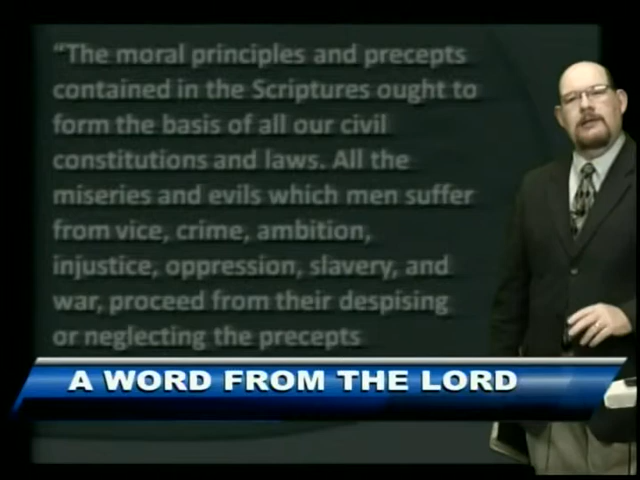 “The moral principles and precepts
contained in the Scriptures ought to
form the basis of all our civil
constitutions and laws. All the
miseries and evils which men suffer
from vice, crime, ambition,
injustice, oppression, slavery, and
war, proceed from their despising
or neglecting the precepts
A WORD FROM THE LORD